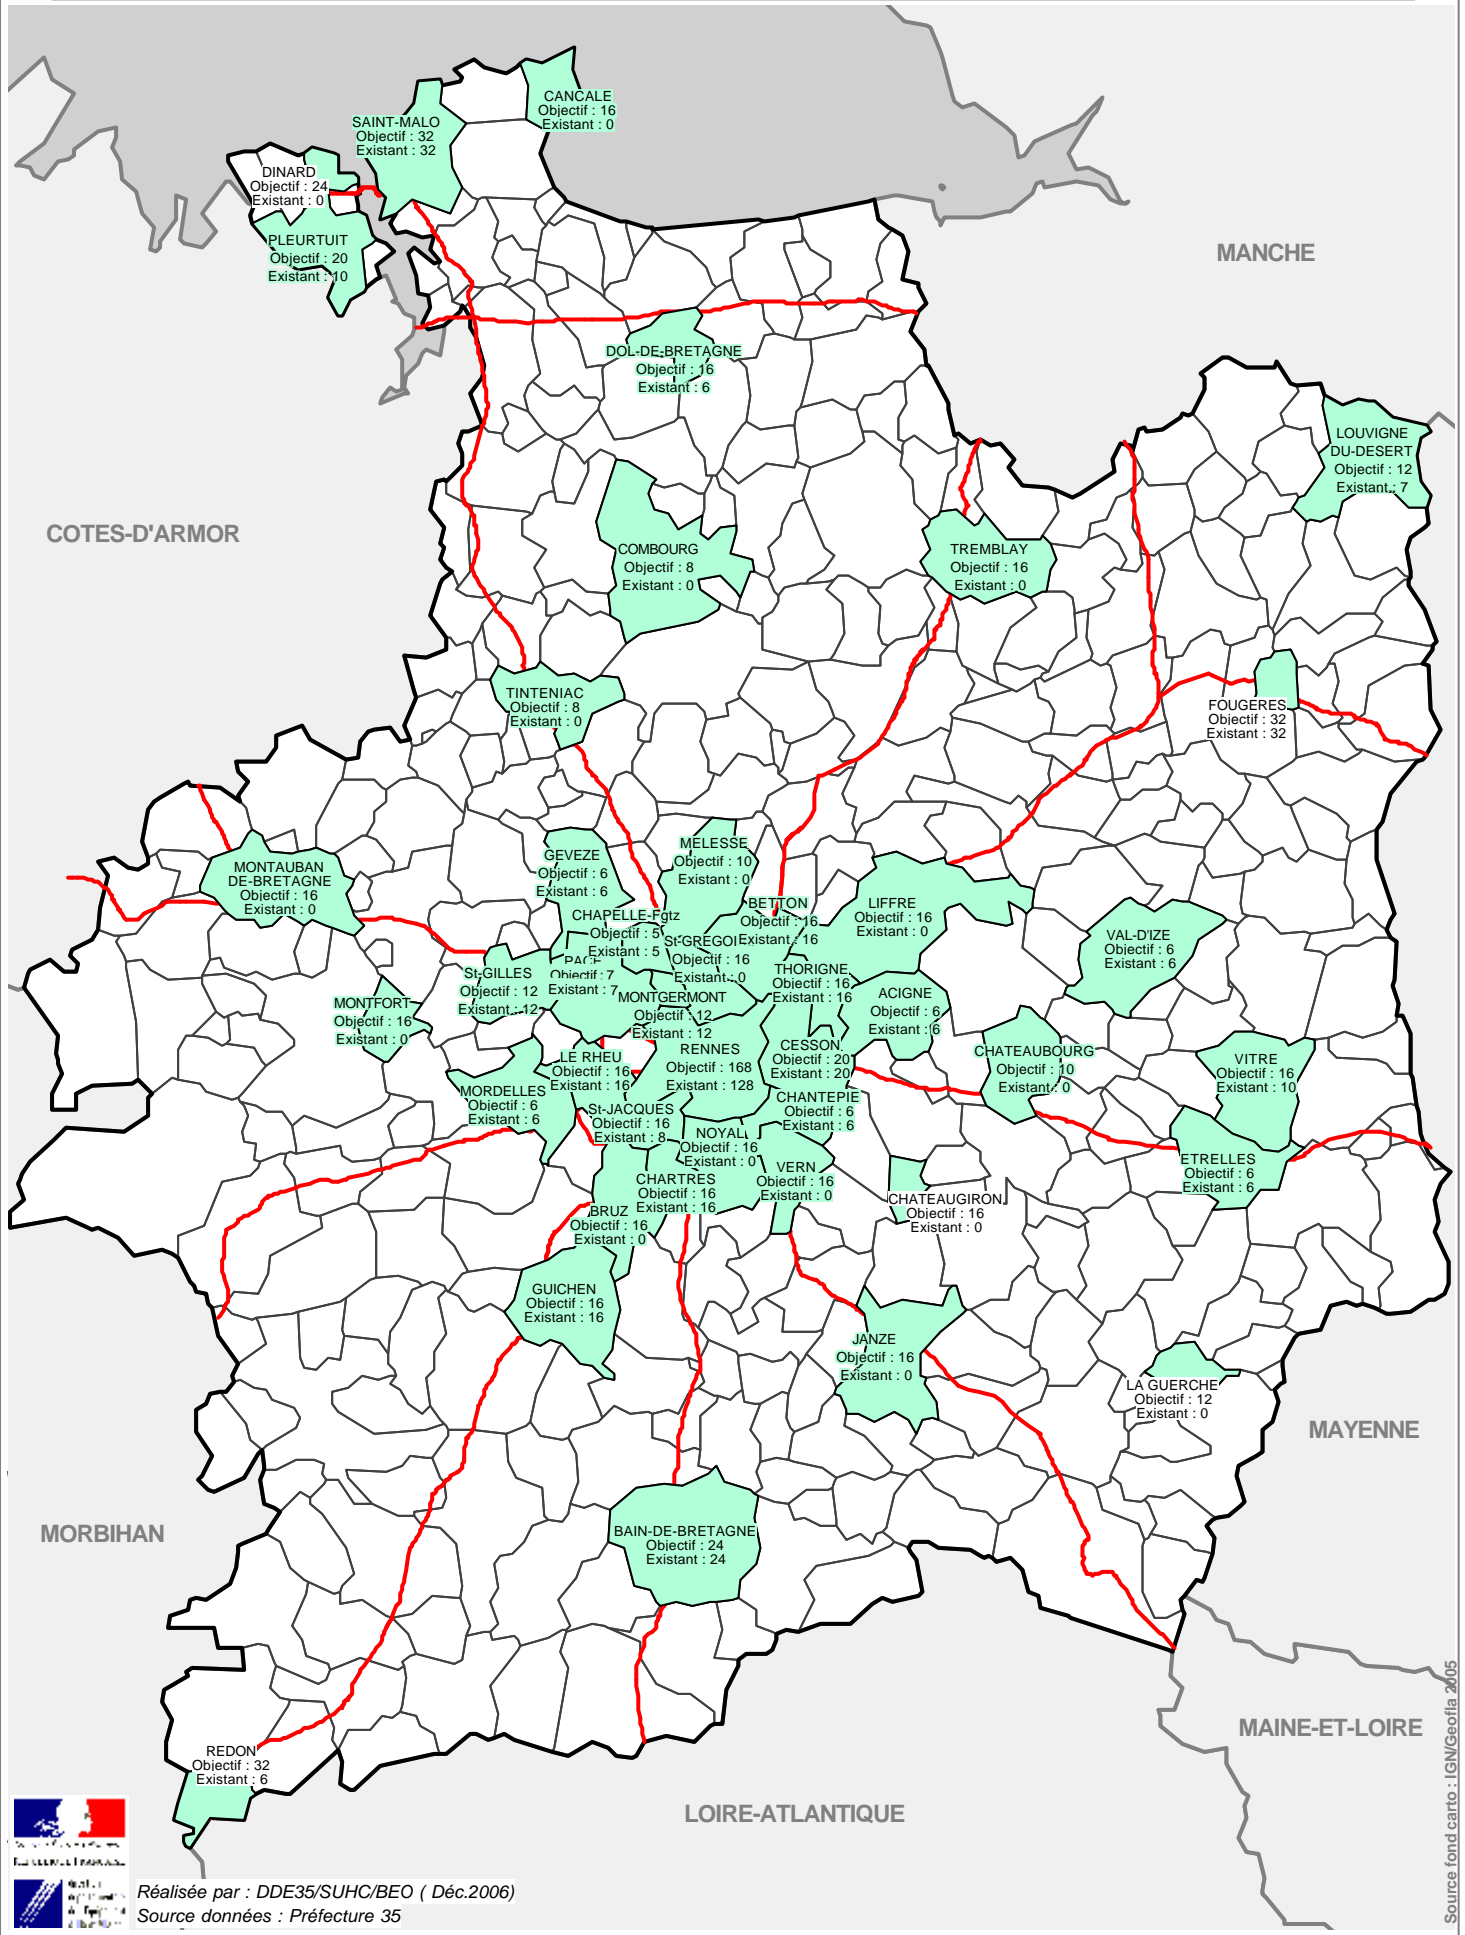 CANCALE
Objectif : 16
Existant : 0
SAINT-MALO
Objectif : 32
Existant : 32
DINARD
Objectif : 24
Existant : 0
PLEURTUIT
Objectif : 20
Existant : 10
MANCHE
DOL-DE-BRETAGNE
Objectif : 16
Existant : 6
LOUVIGNE
DU-DESERT
Objectif : 12
Existant : 7
COTES-D'ARMOR
COMBOURG
Objectif : 8
Existant : 0
TREMBLAY
Objectif : 16
Existant : 0
TINTENIAC
Objectif : 8
Existant : 0
FOUGERES
Objectif : 32
Existant : 32
MONTAUBAN
DE-BRETAGNE
Objectif : 16
Existant : 0
GEVEZE
Objectif : 6
Existant : 6
MELESSE
Objectif : 10
Existant : 0
BETTON
Objectif : 16
Existant : 16
LIFFRE
Objectif : 16
Existant : 0
CHAPELLE-Fgtz
Objectif : 5
Existant : 5
St-GREGOI
Objectif : 16
Existant : 0
VAL-D'IZE
Objectif : 6
Existant : 6
PACE
Objectif : 7
Existant : 7
St-GILLES
Objectif : 12
Existant : 12
THORIGNE
Objectif : 16
Existant : 16
MONTFORT
Objectif : 16
Existant : 0
MONTGERMONT
Objectif : 12
Existant : 12
ACIGNE
Objectif : 6
Existant : 6
LE RHEU
Objectif : 16
Existant : 16
RENNES
Objectif : 168
Existant : 128
CESSON
Objectif : 20
Existant : 20
CHATEAUBOURG
Objectif : 10
Existant : 0
VITRE
Objectif : 16
Existant : 10
MORDELLES
Objectif : 6
Existant : 6
St-JACQUES
Objectif : 16
Existant : 8
CHANTEPIE
Objectif : 6
Existant : 6
NOYAL
Objectif : 16
Existant : 0
VERN
Objectif : 16
Existant : 0
ETRELLES
Objectif : 6
Existant : 6
CHARTRES
Objectif : 16
Existant : 16
CHATEAUGIRON
Objectif : 16
Existant : 0
BRUZ
Objectif : 16
Existant : 0
GUICHEN
Objectif : 16
Existant : 16
JANZE
Objectif : 16
Existant : 0
LA GUERCHE
Objectif : 12
Existant : 0
MAYENNE
MORBIHAN
BAIN-DE-BRETAGNE
Objectif : 24
Existant : 24
MAINE-ET-LOIRE
REDON
Objectif : 32
Existant : 6
LOIRE-ATLANTIQUE
Réalisée par : DDE35/SUHC/BEO ( Déc.2006)
Source données : Préfecture 35
Source fond carto : IGN/Geofla 2005